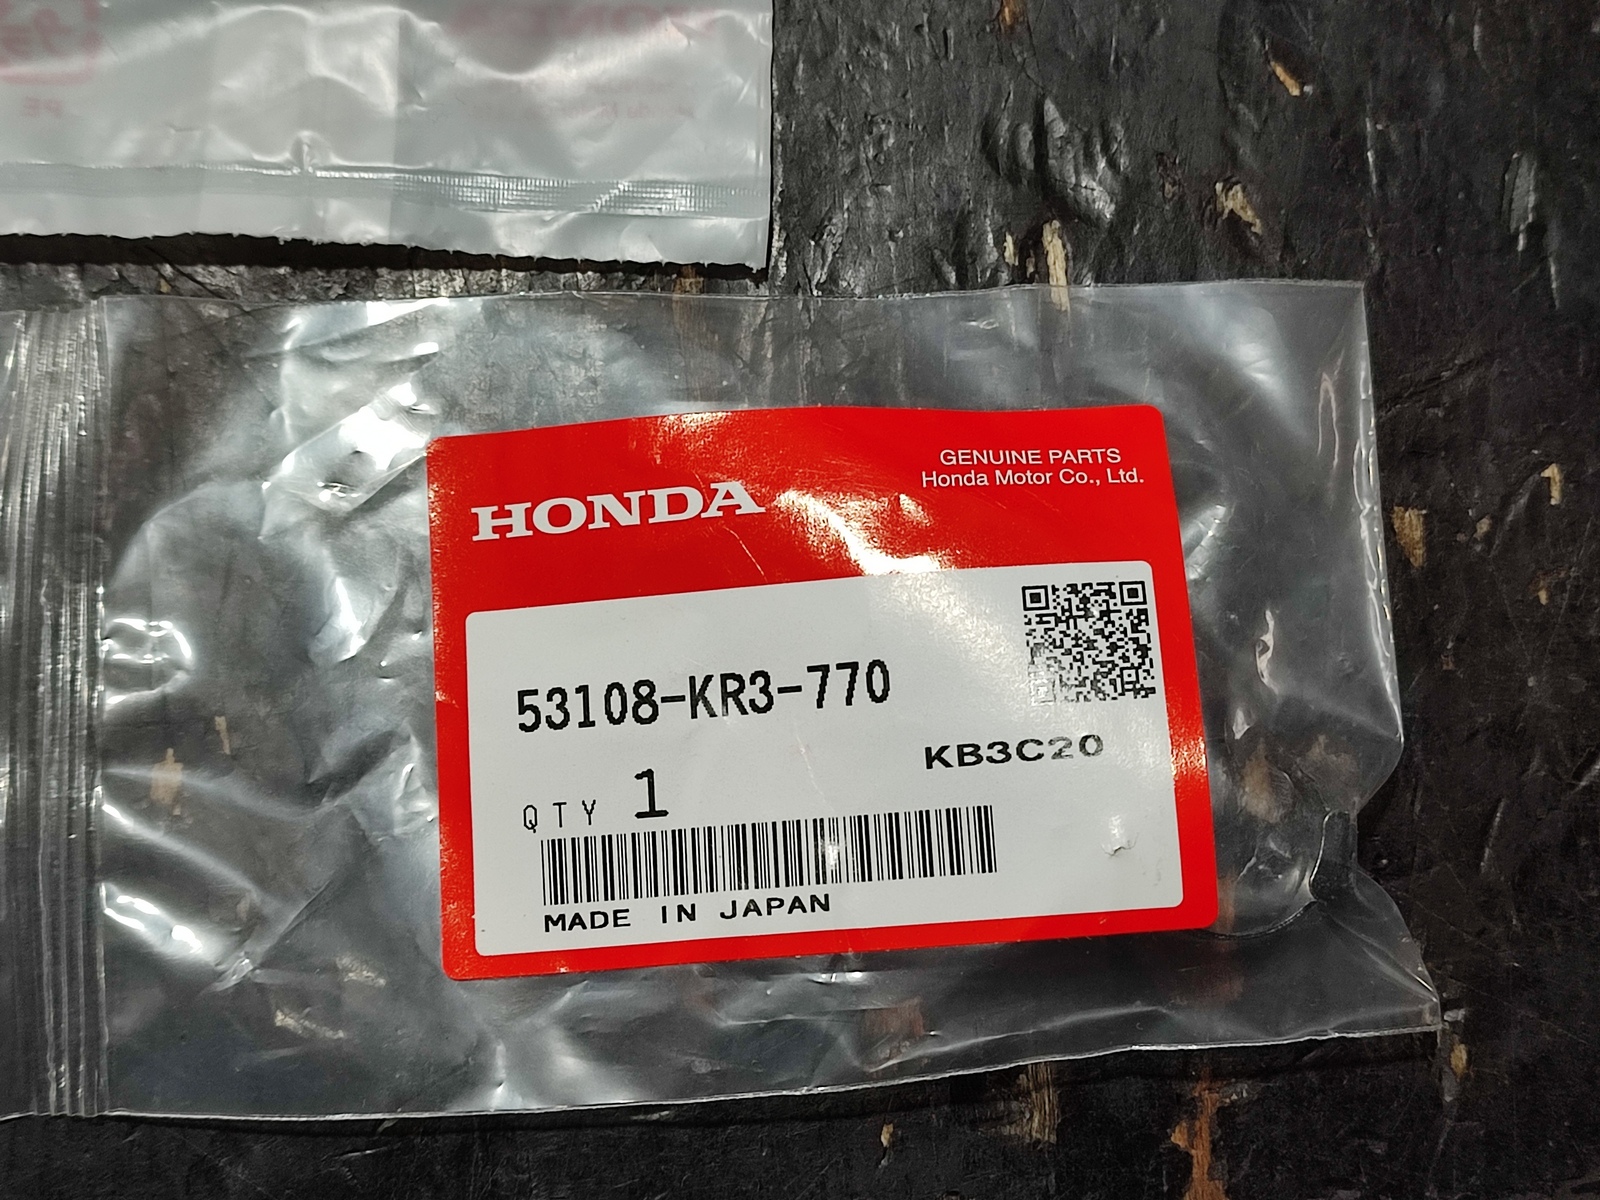 HONDA
GENUINE PARTS
Honda Motor Co., Ltd.
53108-KR3-770
KB3C20
QTY 1
MADE IN JAPAN